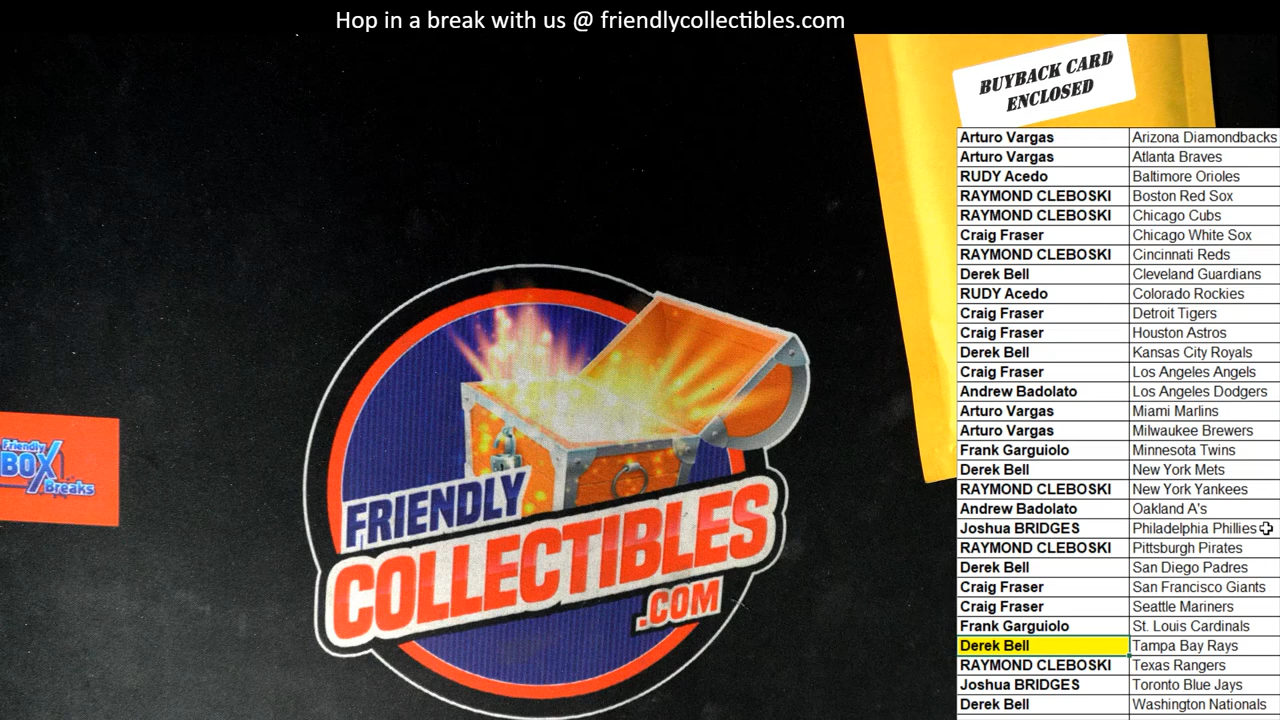 Hop in a break with us @ friendlycollectibles.com
BUYBACK CARD
ENCLOSED
Arturo Vargas Arizona Diamondbacks
Arturo Vargas Atlanta Braves
RUDY Acedo Baltimore Orioles
RAYMOND CLEBOSKI Boston Red Sox
RAYMOND CLEBOSKI Chicago Cubs
Craig Fraser Chicago White Sox
RAYMOND CLEBOSKI Cincinnati Reds
Derek Bell Cleveland Guardians
RUDY Acedo Colorado Rockies
Craig Fraser Detroit Tigers
Craig Fraser Houston Astros
Derek Bell Kansas City Royals
Craig Fraser Los Angeles Angels
Andrew Badolato Los Angeles Dodgers
Arturo Vargas Miami Marlins
Arturo Vargas Milwaukee Brewers
Frank Garguiolo Minnesota Twins
Derek Bell New York Mets
RAYMOND CLEBOSKI New York Yankees
Andrew Badolato Oakland A's
Joshua BRIDGES Philadelphia Phillies
RAYMOND CLEBOSKI Pittsburgh Pirates
Derek Bell San Diego Padres
Craig Fraser San Francisco Giants
Craig Fraser Seattle Mariners
Frank Garguiolo St. Louis Cardinals
Derek Bell Tampa Bay Rays
RAYMOND CLEBOSKI Texas Rangers
Joshua BRIDGES Toronto Blue Jays
Derek Bell Washington Nationals
Friendly
BOX
Breaks
FRIENDLY
COLLECTIBLES
.COM